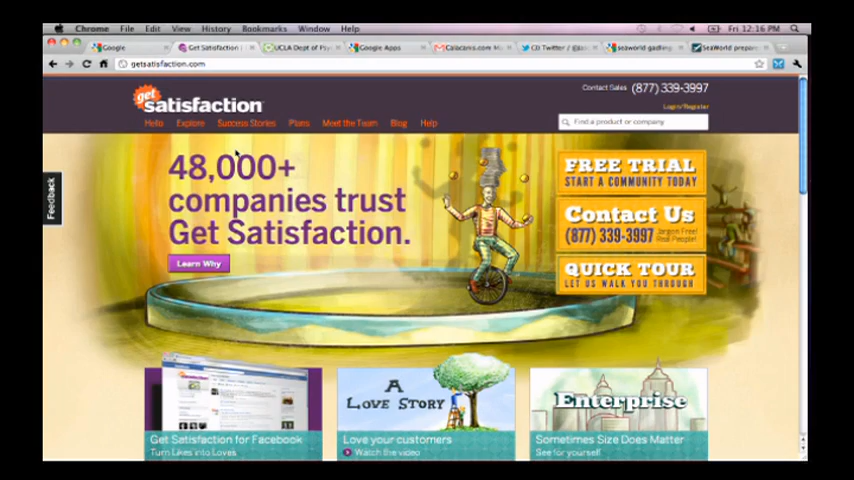 Chrome File Edit View History Bookmarks Window Help Fri 12:16 PM
Google Get Satisfaction UCLA Dept of Psy Google Apps Calacanis.com M Twitter seaworld gadling SeaWorld prepare
getsatisfaction.com
Contact Sales (877) 339-3997
get
satisfaction
Login/Register
Hello Explore Success Stories Plans Meet the Team Blog Help
Find a product or company
Feedback
48,000+
companies trust
Get Satisfaction.
Learn Why
FREE TRIAL
START A COMMUNITY TODAY
Contact Us
(877) 339-3997 Jargon Free!
Real People!
QUICK TOUR
LET US WALK YOU THROUGH
Get Satisfaction for Facebook
Turn Likes into Loves
A
LOVE STORY
Love your customers
Watch the video
Enterprise
Sometimes Size Does Matter
See for yourself